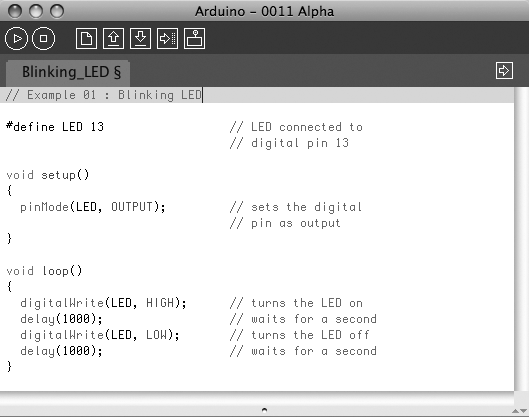 Arduino – 0011 Alpha
Blinking_LED §
// Example 01 : Blinking LED
#define LED 13 // LED connected to
// digital pin 13
void setup()
{
pinMode(LED, OUTPUT); // sets the digital
// pin as output
}
void loop()
{
digitalWrite(LED, HIGH); // turns the LED on
delay(1000); // waits for a second
digitalWrite(LED, LOW); // turns the LED off
delay(1000); // waits for a second
}